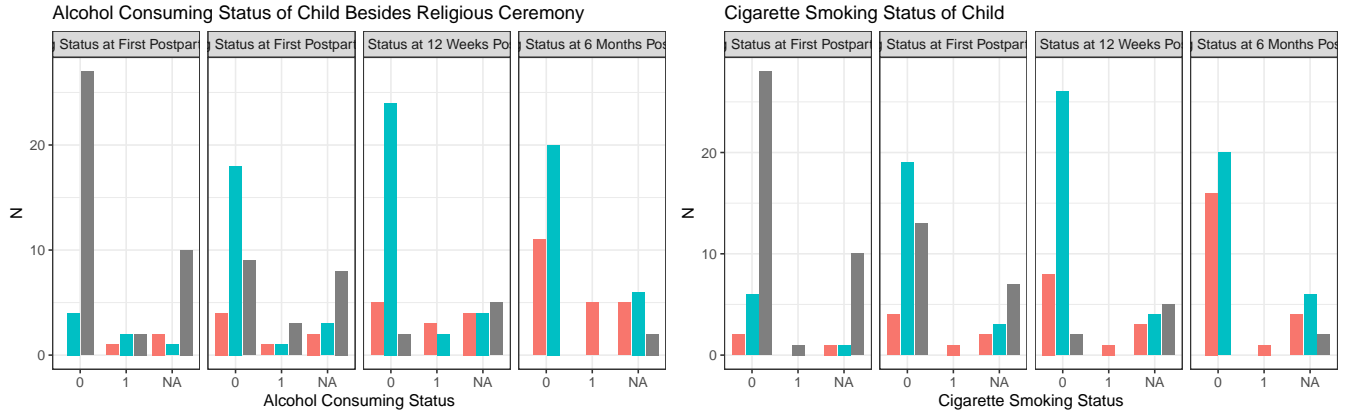 Alcohol Consuming Status of Child Besides Religious Ceremony
Status at First Postpart
Status at First Postpart
Status at 12 Weeks Po
Status at 6 Months Pos
20
10
0
N
0 1 NA
0 1 NA
0 1 NA
0 1 NA
Alcohol Consuming Status
Cigarette Smoking Status of Child
Status at First Postpart
Status at First Postpart
Status at 12 Weeks Po
Status at 6 Months Pos
20
10
0
N
0 1 NA
0 1 NA
0 1 NA
0 1 NA
Cigarette Smoking Status